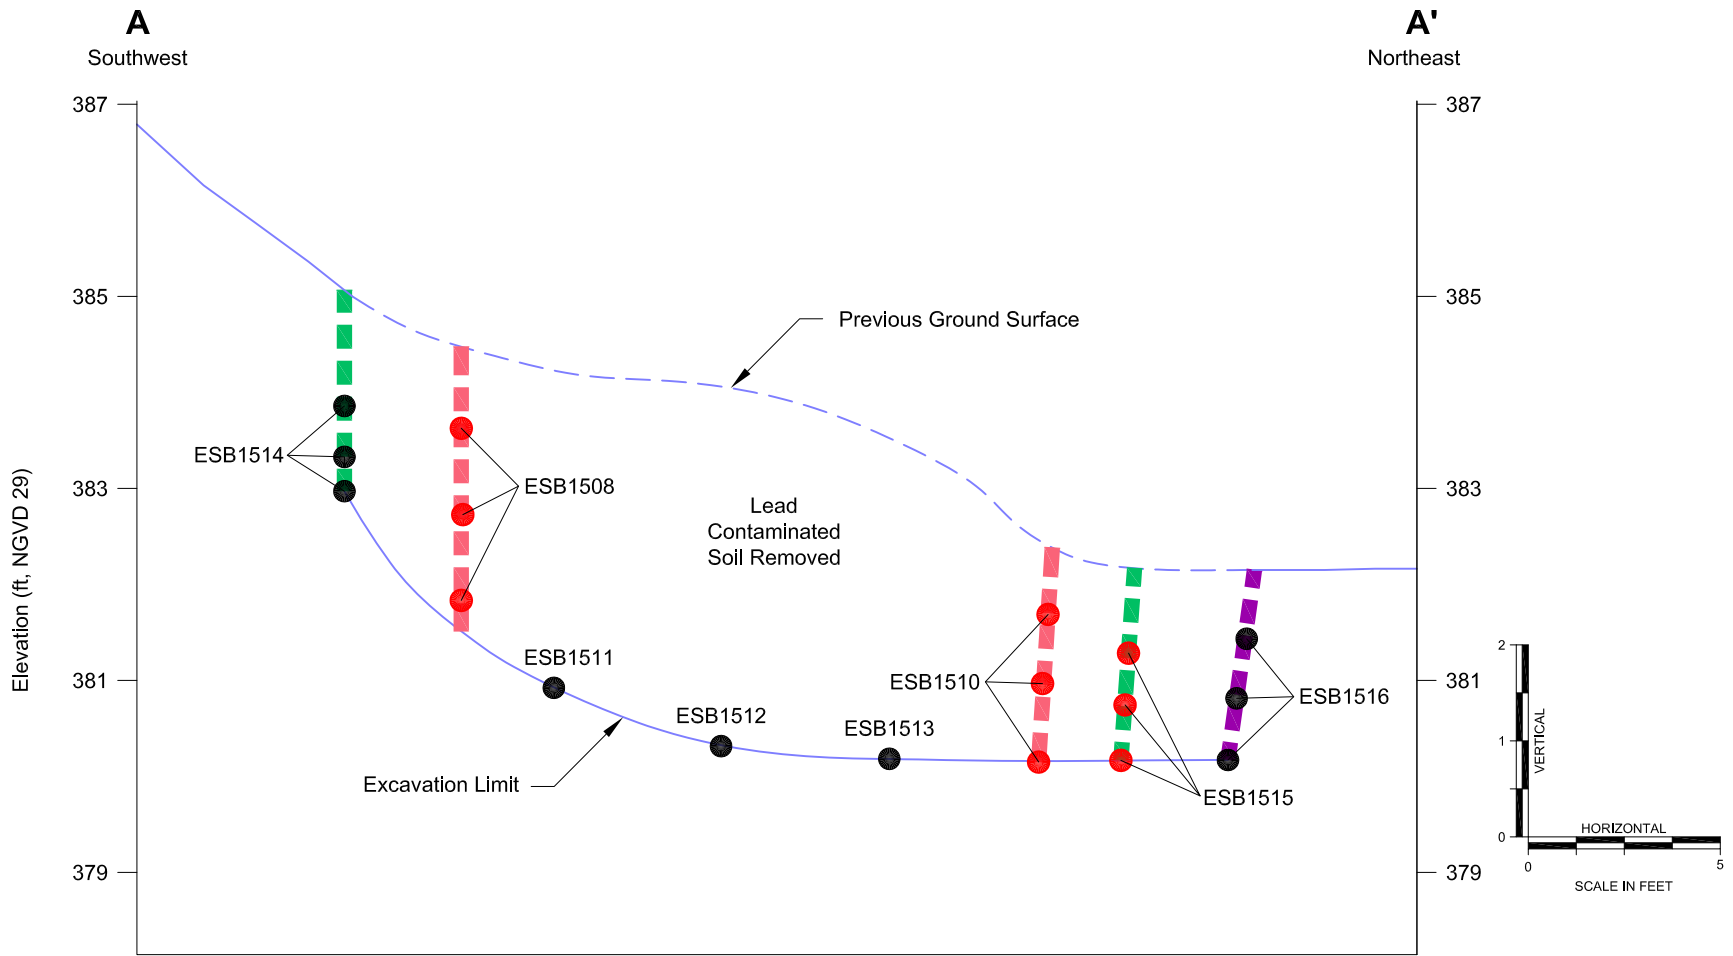 A
Southwest
A'
Northeast
387
387
385
385
Previous Ground Surface
ESB1514
ESB1508
383
383
Lead
Contaminated
Soil Removed
Elevation (ft, NGVD 29)
ESB1511
381
381
ESB1510
ESB1516
ESB1512
ESB1513
Excavation Limit
ESB1515
379
379
2
1
0
VERTICAL
HORIZONTAL
0
5
SCALE IN FEET